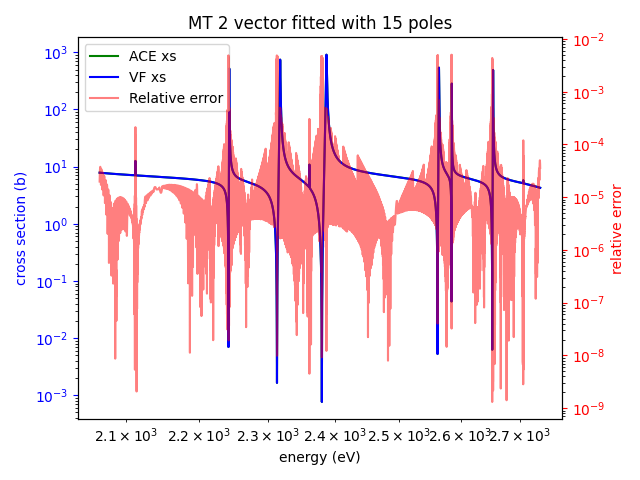 MT 2 vector fitted with 15 poles
ACE xs
VF xs
Relative error
cross section (b)
10³
10²
10¹
10⁰
10⁻¹
10⁻²
10⁻³
10⁻²
10⁻³
10⁻⁴
10⁻⁵
10⁻⁶
10⁻⁷
10⁻⁸
10⁻⁹
relative error
2.1 × 10³ 2.2 × 10³ 2.3 × 10³ 2.4 × 10³ 2.5 × 10³ 2.6 × 10³ 2.7 × 10³
energy (eV)